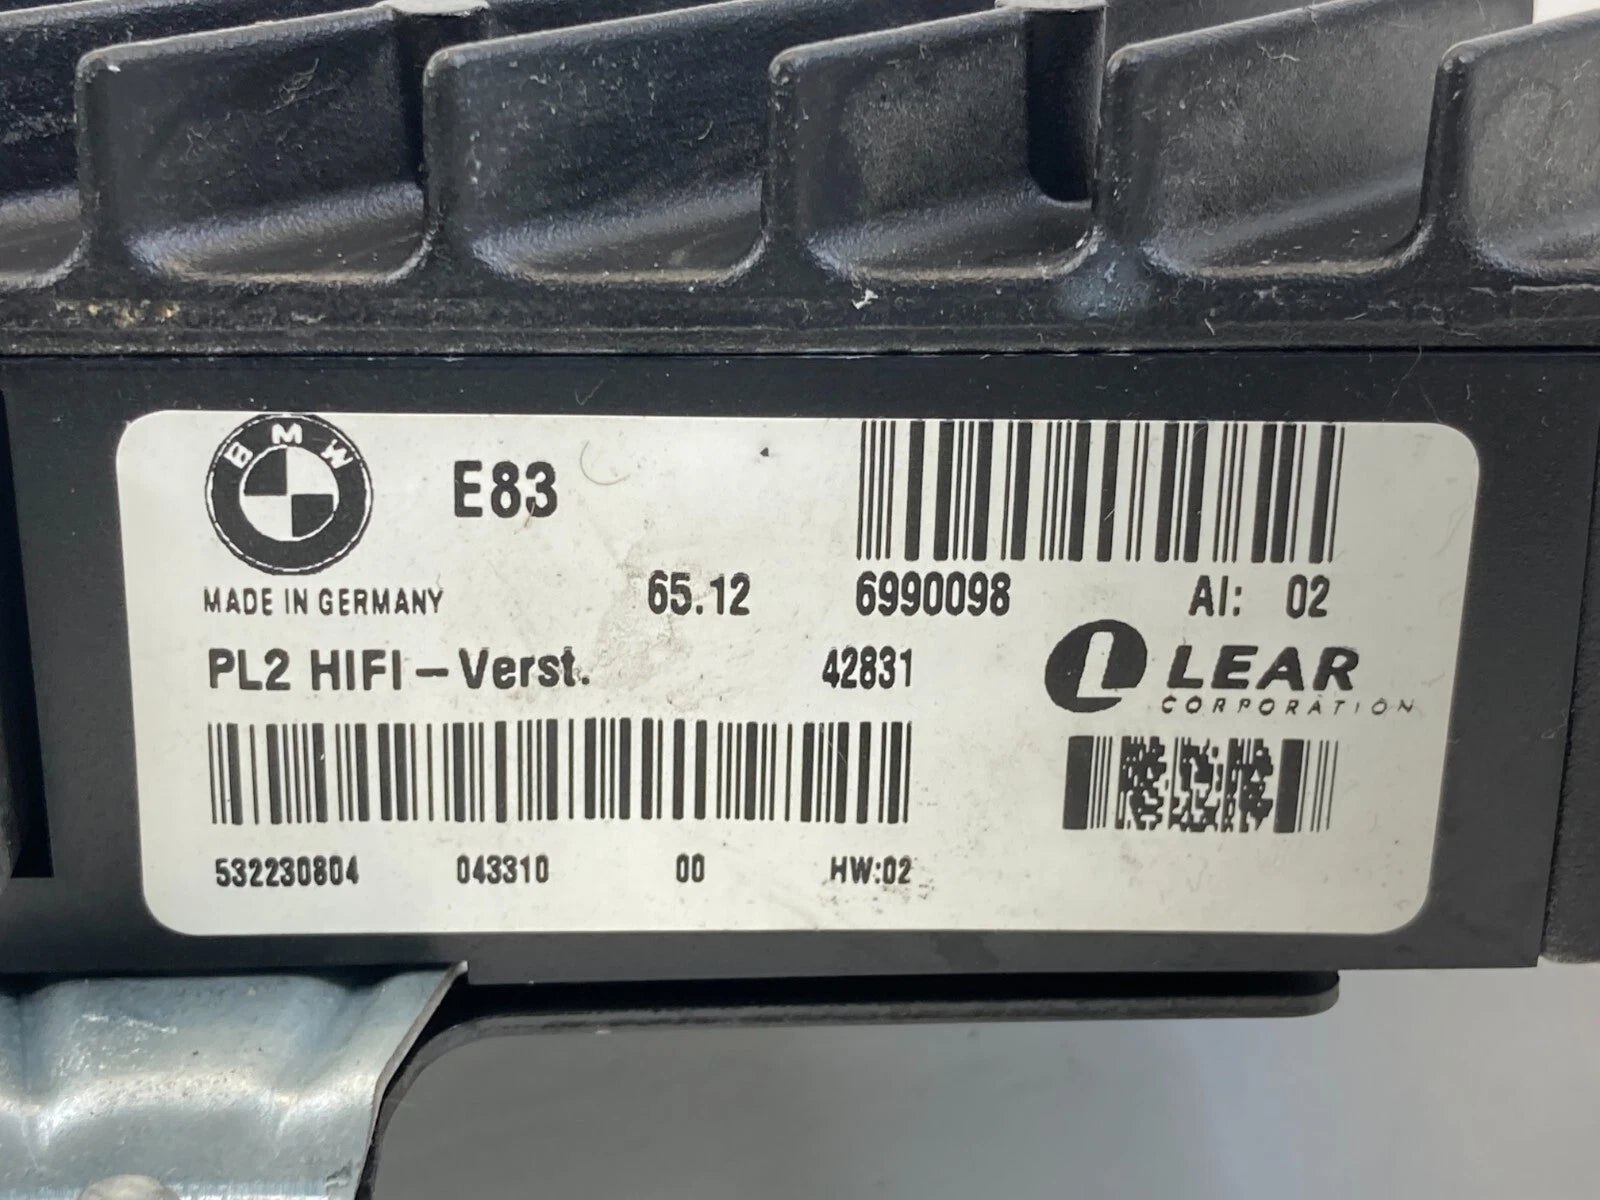 BMW
E83
MADE IN GERMANY 65.12 6990098 AI: 02
PL2 HIFI-Verst. 42831
LEAR
CORPORATION
532230804 043310 00 HW:02